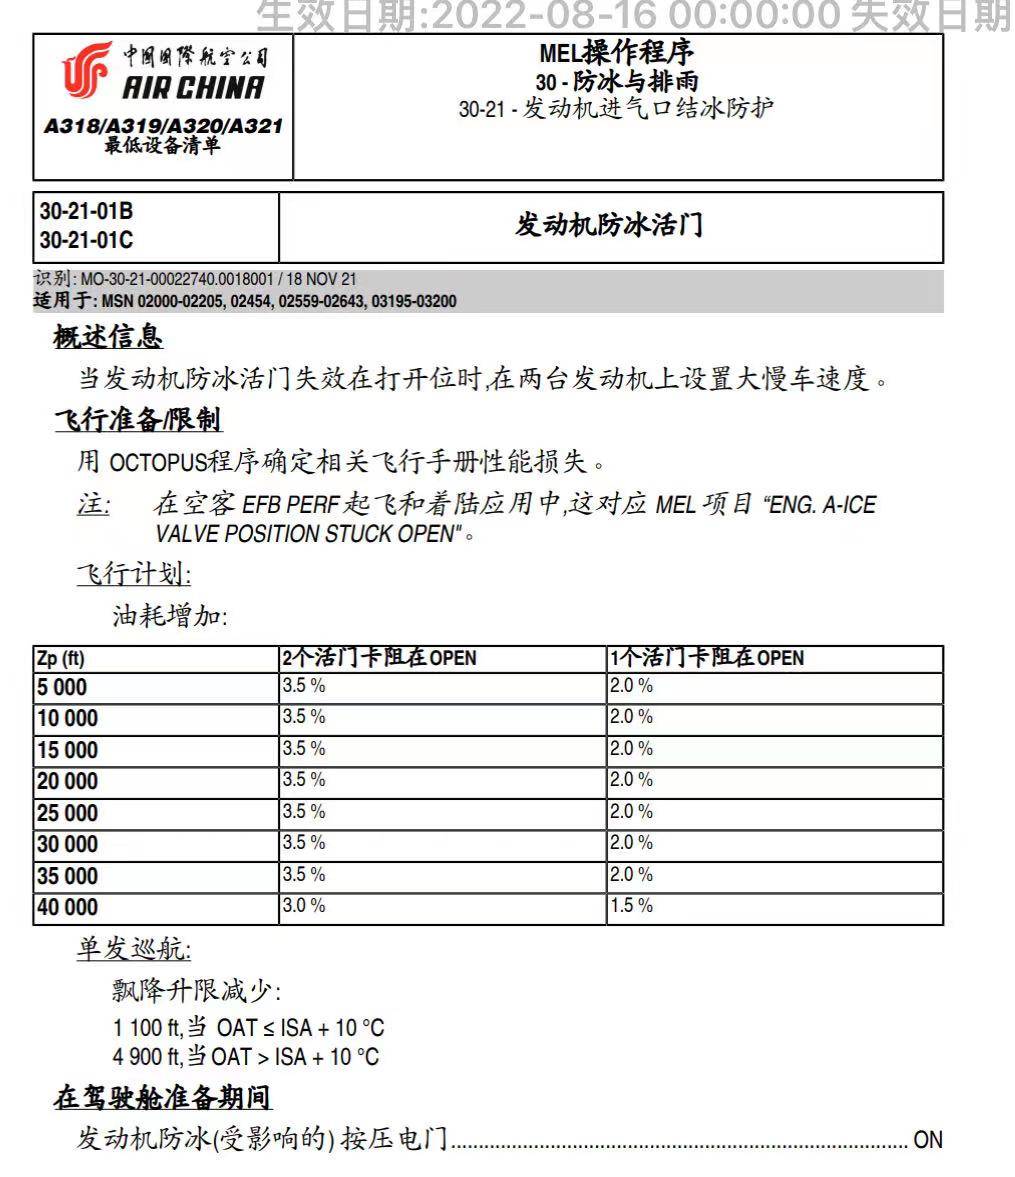 生效日期:2022-08-16 00:00:00 失效日期
中国国际航空公司
AIR CHINA
A318/A319/A320/A321
最低设备清单
MEL操作程序
30 - 防冰与排雨
30-21 - 发动机进气口结冰防护
30-21-01B
30-21-01C
发动机防冰活门
识别: MO-30-21-00022740.0018001 / 18 NOV 21
适用于: MSN 02000-02205, 02454, 02559-02643, 03195-03200
概述信息
当发动机防冰活门失效在打开位时,在两台发动机上设置大慢车速度。
飞行准备/限制
用 OCTOPUS程序确定相关飞行手册性能损失。
注: 在空客 EFB PERF起飞和着陆应用中,这对应 MEL 项目 “ENG. A-ICE
VALVE POSITION STUCK OPEN"。
飞行计划:
油耗增加:
Zp (ft) 2个活门卡阻在OPEN 1个活门卡阻在OPEN
5 000 3.5 % 2.0 %
10 000 3.5 % 2.0 %
15 000 3.5 % 2.0 %
20 000 3.5 % 2.0 %
25 000 3.5 % 2.0 %
30 000 3.5 % 2.0 %
35 000 3.5 % 2.0 %
40 000 3.0 % 1.5 %
单发巡航:
飘降升限减少:
1 100 ft,当 OAT ≤ ISA + 10 °C
4 900 ft,当OAT > ISA + 10 °C
在驾驶舱准备期间
发动机防冰(受影响的) 按压电门................................................................................... ON